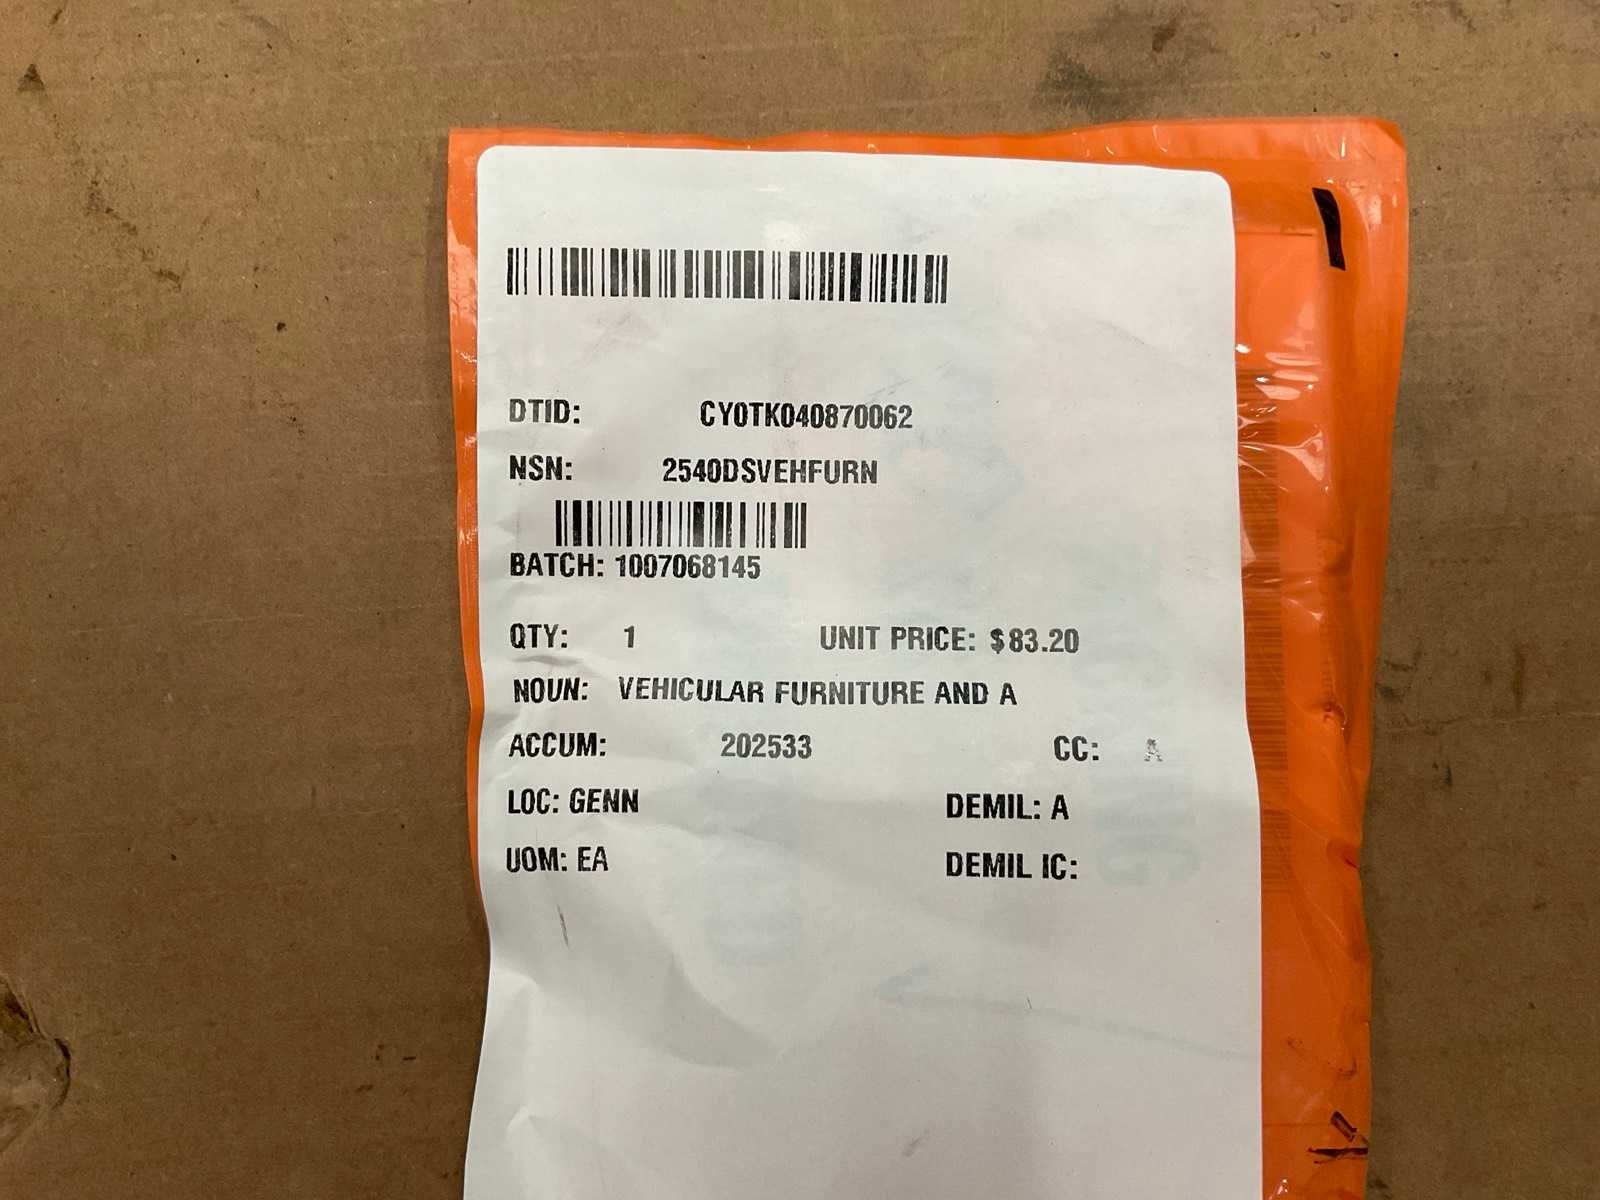 DTID: CY0TK040870062
NSN: 2540DSVEHFURN
BATCH: 1007068145
QTY: 1 UNIT PRICE: $83.20
NOUN: VEHICULAR FURNITURE AND A
ACCUM: 202533 CC: A
LOC: GENN DEMIL: A
UOM: EA DEMIL IC: